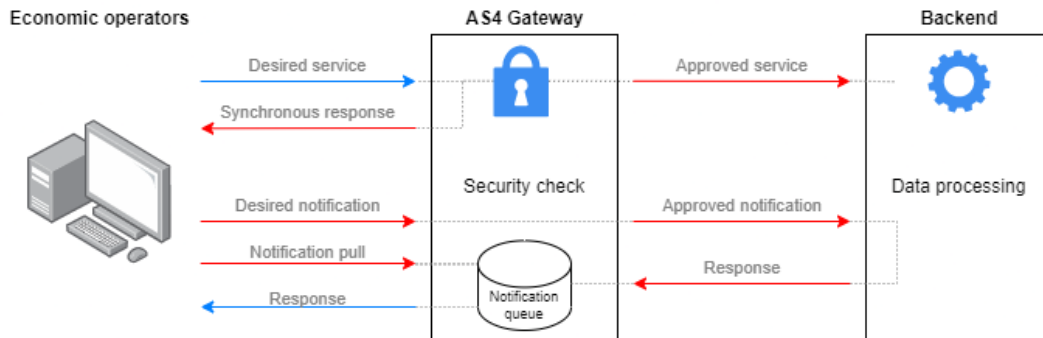 Economic operators
AS4 Gateway
Backend
Desired service
Approved service
Synchronous response
Security check
Data processing
Desired notification
Approved notification
Notification pull
Response
Response
Notification
queue